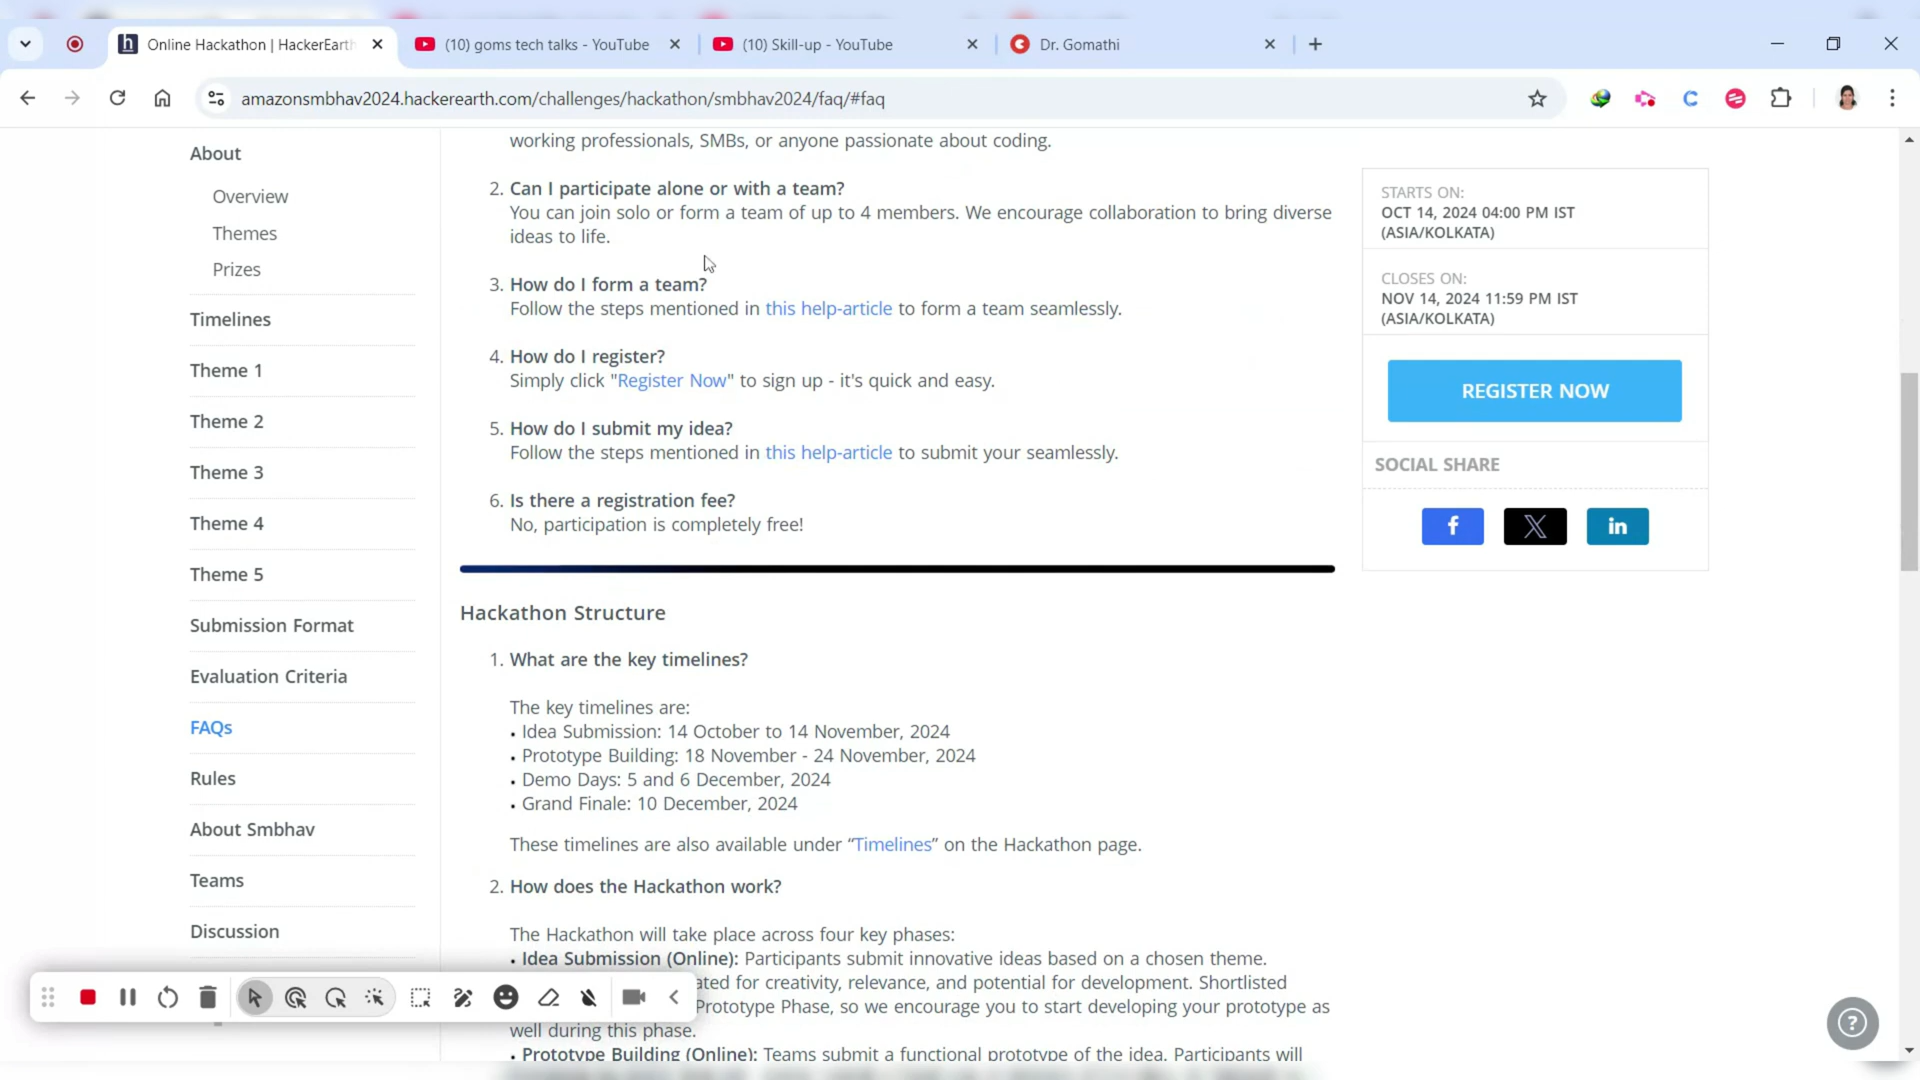 Online Hackathon | HackerEarth
(10) goms tech talks - YouTube
(10) Skill-up - YouTube
Dr. Gomathi
amazonsmbhav2024.hackerearth.com/challenges/hackathon/smbhav2024/faq/#faq
About
Overview
Themes
Prizes
Timelines
Theme 1
Theme 2
Theme 3
Theme 4
Theme 5
Submission Format
Evaluation Criteria
FAQs
Rules
About Smbhav
Teams
Discussion
working professionals, SMBs, or anyone passionate about coding.
2. Can I participate alone or with a team?
You can join solo or form a team of up to 4 members. We encourage collaboration to bring diverse
ideas to life.
3. How do I form a team?
Follow the steps mentioned in this help-article to form a team seamlessly.
4. How do I register?
Simply click "Register Now" to sign up - it's quick and easy.
5. How do I submit my idea?
Follow the steps mentioned in this help-article to submit your seamlessly.
6. Is there a registration fee?
No, participation is completely free!
Hackathon Structure
1. What are the key timelines?
The key timelines are:
• Idea Submission: 14 October to 14 November, 2024
• Prototype Building: 18 November - 24 November, 2024
• Demo Days: 5 and 6 December, 2024
• Grand Finale: 10 December, 2024
These timelines are also available under “Timelines” on the Hackathon page.
2. How does the Hackathon work?
The Hackathon will take place across four key phases:
• Idea Submission (Online): Participants submit innovative ideas based on a chosen theme.
ated for creativity, relevance, and potential for development. Shortlisted
Prototype Phase, so we encourage you to start developing your prototype as
well during this phase.
• Prototype Building (Online): Teams submit a functional prototype of the idea. Participants will
STARTS ON:
OCT 14, 2024 04:00 PM IST
(ASIA/KOLKATA)
CLOSES ON:
NOV 14, 2024 11:59 PM IST
(ASIA/KOLKATA)
REGISTER NOW
SOCIAL SHARE